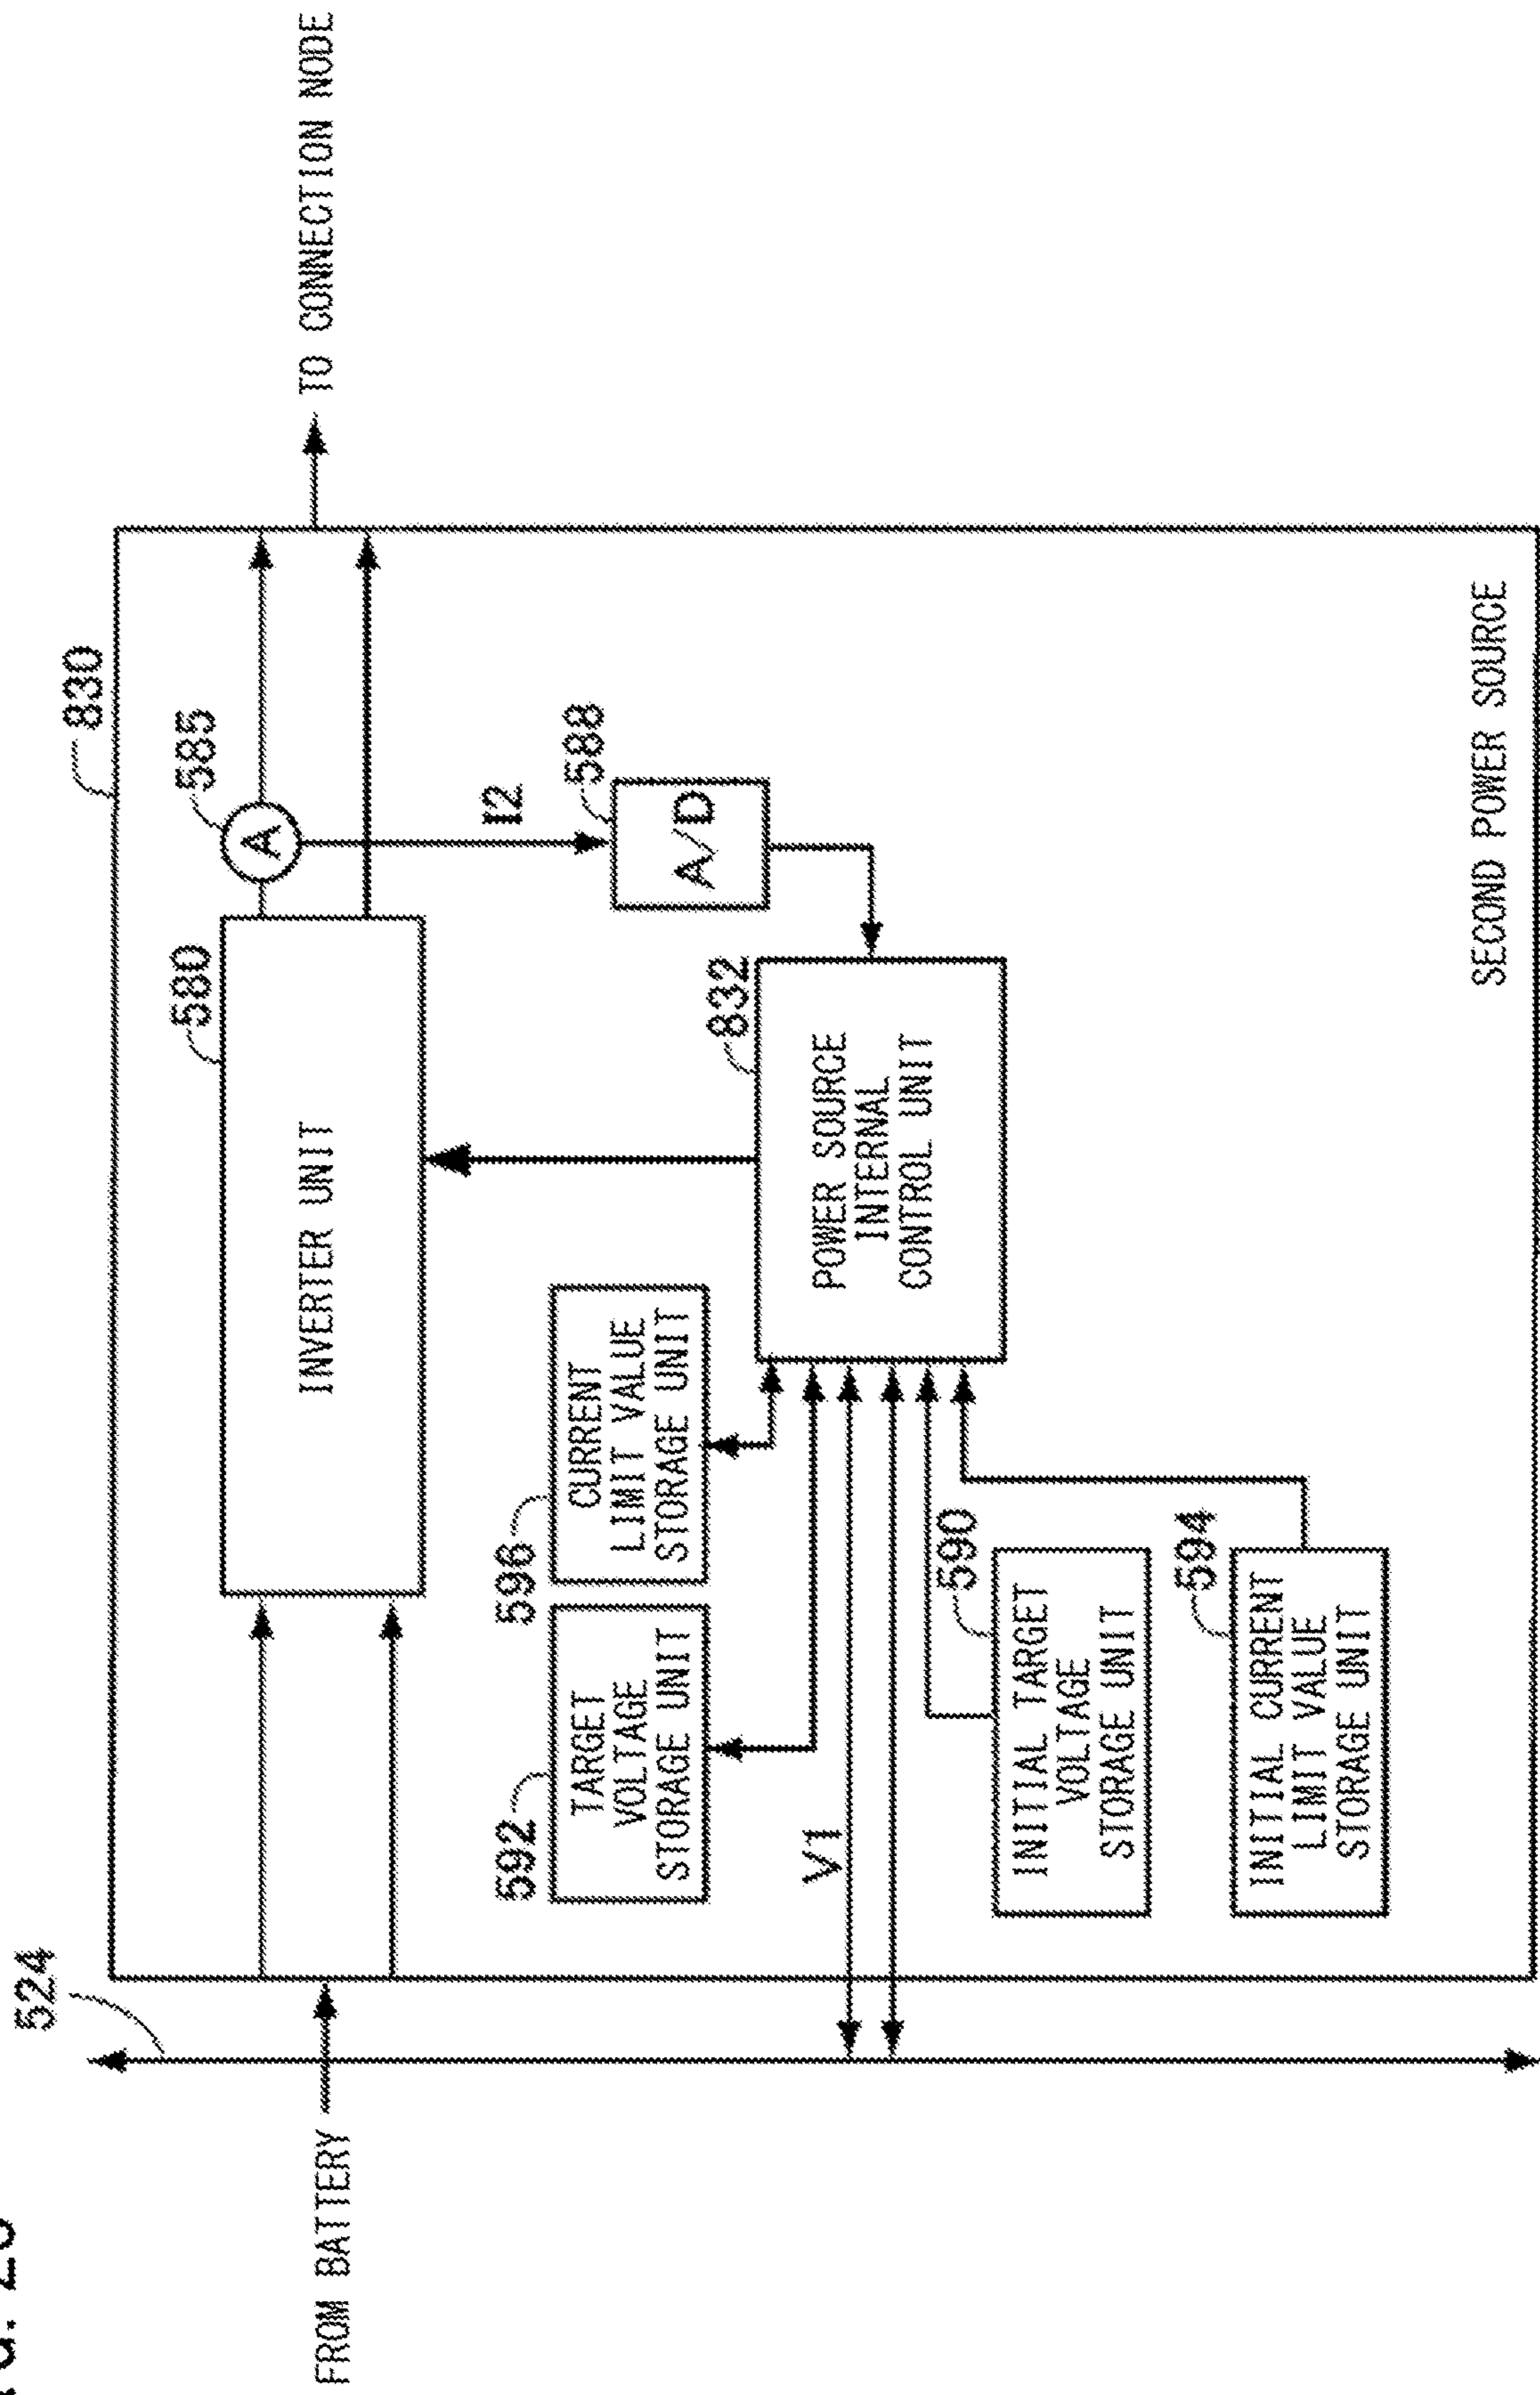 524
830
FROM BATTERY
TO CONNECTION NODE
580
585
INVERTER UNIT
A
I2
588
A/D
592
TARGET
VOLTAGE
STORAGE UNIT
596
CURRENT
LIMIT VALUE
STORAGE UNIT
832
POWER SOURCE
INTERNAL
CONTROL UNIT
V1
590
INITIAL TARGET
VOLTAGE
STORAGE UNIT
594
INITIAL CURRENT
LIMIT VALUE
STORAGE UNIT
SECOND POWER SOURCE